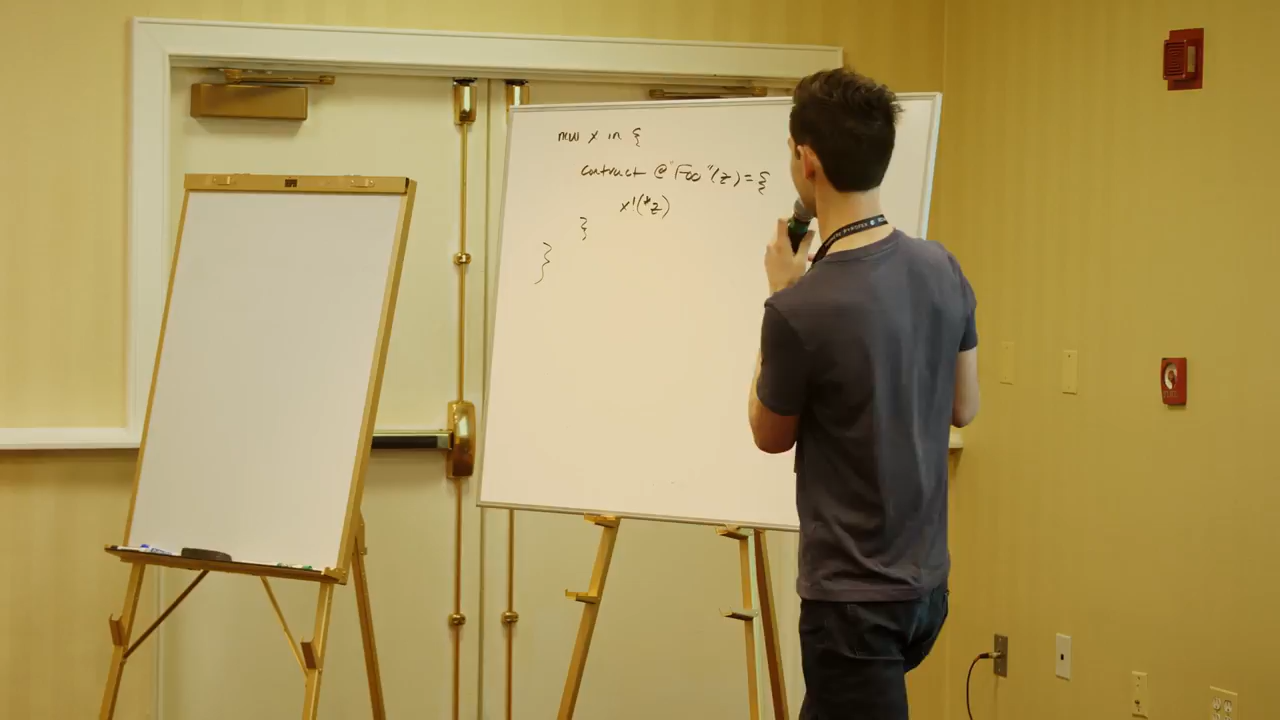 new x in {
contract @"Foo"(z)={
x!(*z)
}
}